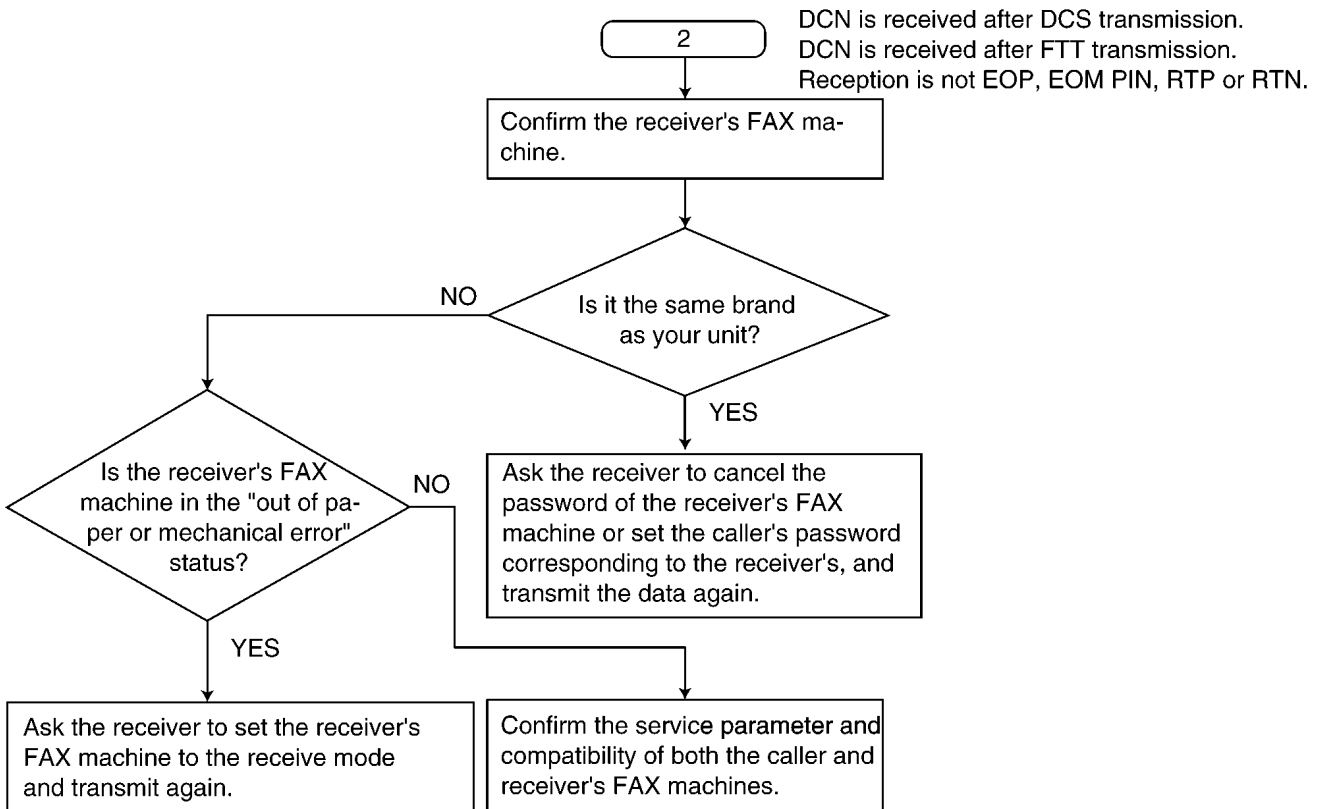 2
DCN is received after DCS transmission.
DCN is received after FTT transmission.
Reception is not EOP, EOM PIN, RTP or RTN.
Confirm the receiver's FAX ma-
chine.
NO
Is it the same brand
as your unit?
YES
Is the receiver's FAX
machine in the "out of pa-
per or mechanical error"
status?
NO
Ask the receiver to cancel the
password of the receiver's FAX
machine or set the caller's password
corresponding to the receiver's, and
transmit the data again.
YES
Ask the receiver to set the receiver's
FAX machine to the receive mode
and transmit again.
Confirm the service parameter and
compatibility of both the caller and
receiver's FAX machines.